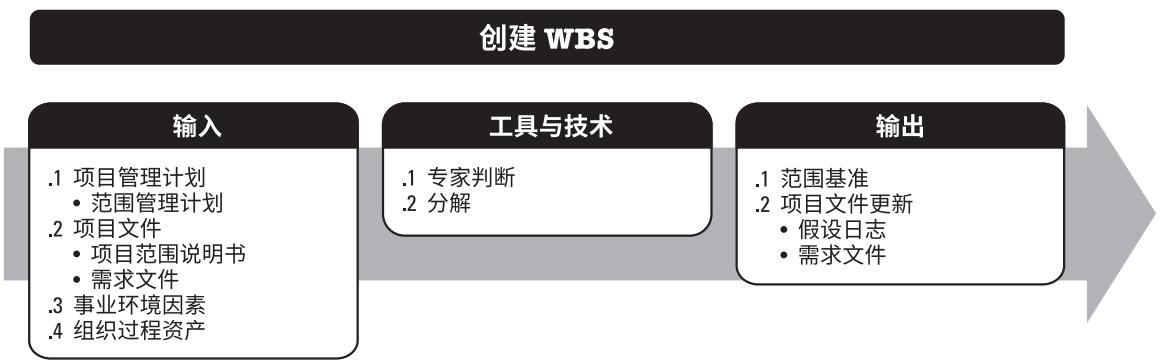 创建 WBS
输入
.1 项目管理计划
• 范围管理计划
.2 项目文件
• 项目范围说明书
• 需求文件
.3 事业环境因素
.4 组织过程资产
工具与技术
.1 专家判断
.2 分解
输出
.1 范围基准
.2 项目文件更新
• 假设日志
• 需求文件